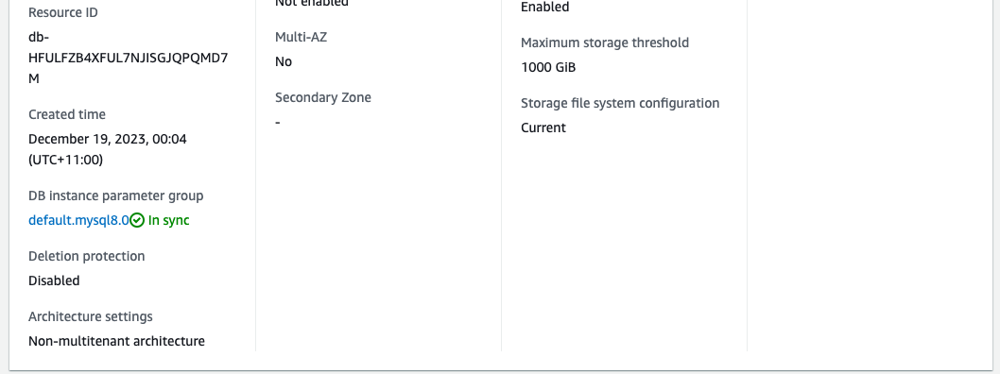 Resource ID
db-
HFULFZB4XFUL7NJISGJQPQMD7
M
Created time
December 19, 2023, 00:04
(UTC+11:00)
DB instance parameter group
default.mysql8.0 In sync
Deletion protection
Disabled
Architecture settings
Non-multitenant architecture
Not enabled
Multi-AZ
No
Secondary Zone
-
Enabled
Maximum storage threshold
1000 GiB
Storage file system configuration
Current